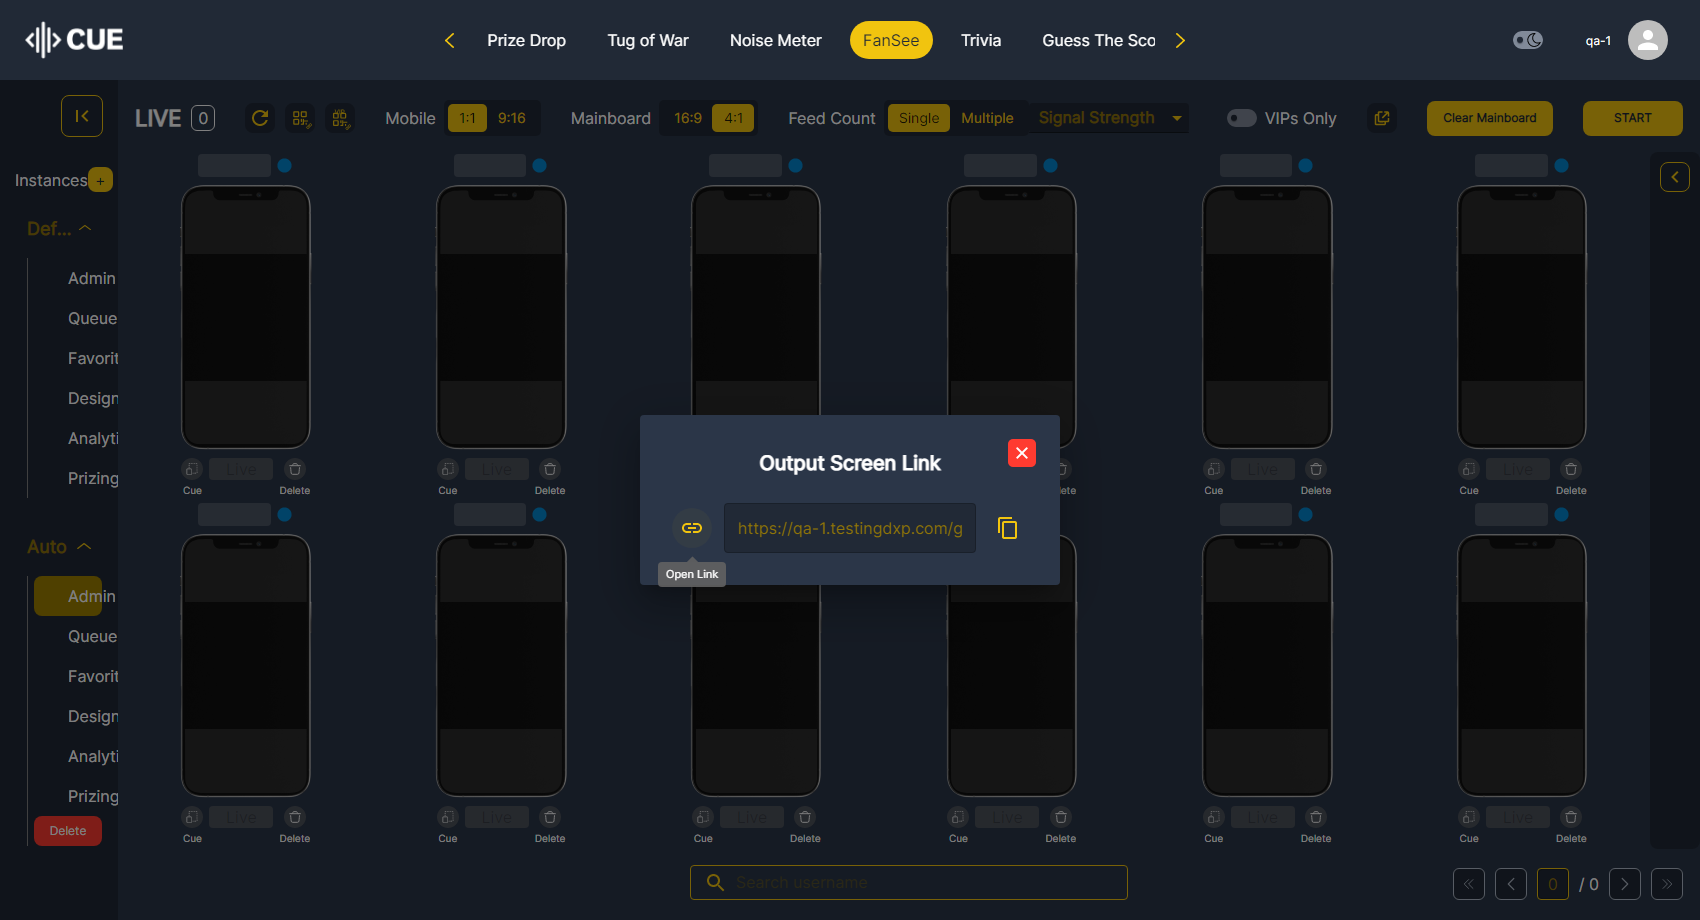 CUE
Prize Drop
Tug of War
Noise Meter
FanSee
Trivia
Guess The Sco
qa-1
LIVE 0
Mobile 1:1 9:16
Mainboard 16:9 4:1
Feed Count Single Multiple
Signal Strength
VIPs Only
Clear Mainboard
START
Instances +
Def...
Admin
Queue
Favorit
Design
Analyti
Prizing
Auto
Admin
Queue
Favorit
Design
Analyti
Prizing
Delete
Live
Cue Delete
Live
Cue Delete
ete
Live
Cue Delete
Live
Cue Delete
Output Screen Link
https://qa-1.testingdxp.com/g
Open Link
Live
Cue Delete
Live
Cue Delete
Live
Cue Delete
Live
Cue Delete
Live
Cue Delete
Live
Cue Delete
Search username
0 / 0